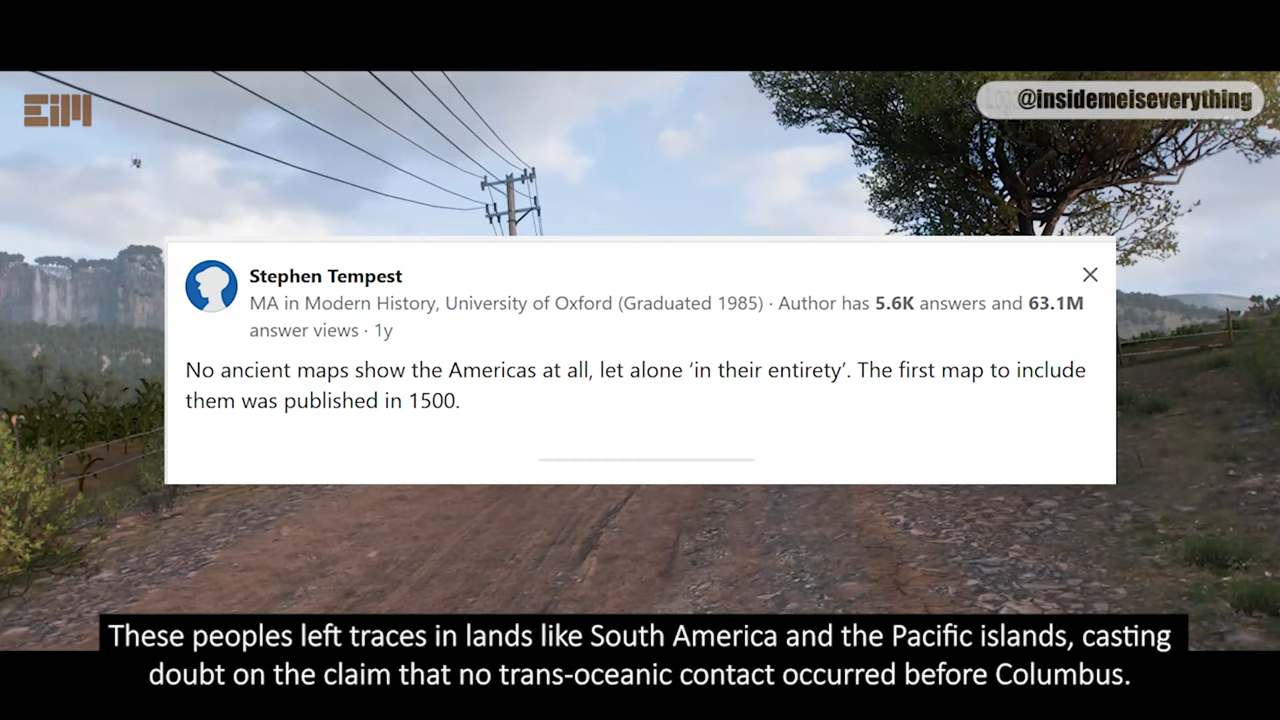 EiM
@insidemeiseverything
Stephen Tempest
MA in Modern History, University of Oxford (Graduated 1985) · Author has 5.6K answers and 63.1M
answer views · 1y
No ancient maps show the Americas at all, let alone ‘in their entirety’. The first map to include
them was published in 1500.
These peoples left traces in lands like South America and the Pacific islands, casting
doubt on the claim that no trans-oceanic contact occurred before Columbus.